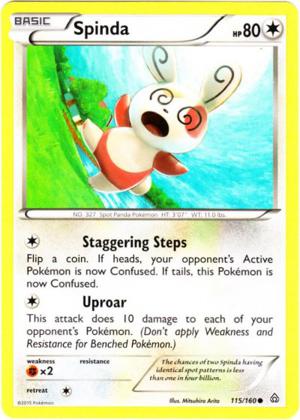 BASIC
Spinda HP80
NO. 327 Spot Panda Pokémon HT: 3'07" WT: 11.0 lbs.
Staggering Steps
Flip a coin. If heads, your opponent's Active
Pokémon is now Confused. If tails, this Pokémon
is now Confused.
Uproar
This attack does 10 damage to each of your
opponent's Pokémon. (Don't apply Weakness and
Resistance for Benched Pokémon.)
weakness resistance
×2
retreat
The chances of two Spinda having
identical spot patterns is less
than one in four billion.
©2015 Pokémon
Illus. Mitsuhiro Arita
115/160